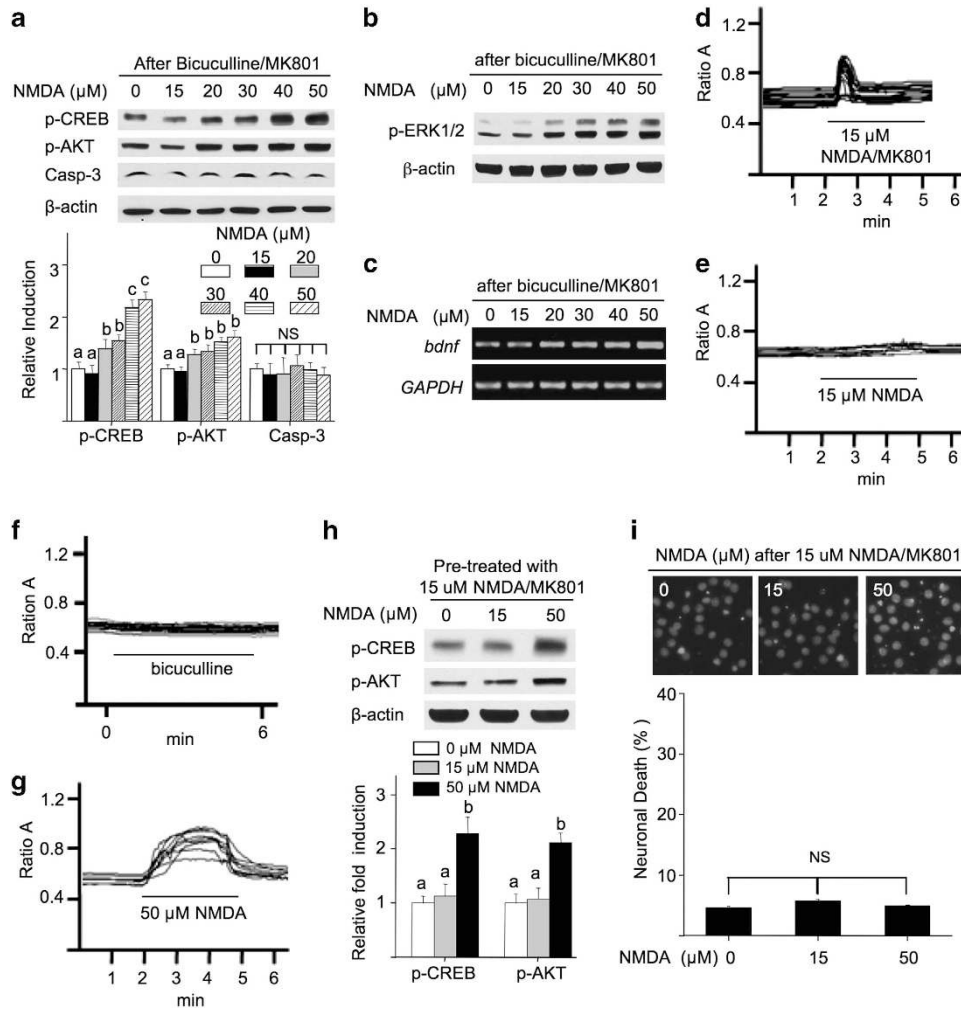 a
After Bicuculline/MK801
NMDA (µM) 0 15 20 30 40 50
p-CREB
p-AKT
Casp-3
β-actin
NMDA (µM)
0 15 20
30 40 50
Relative Induction
3
2
1
0
a a b b c c
a a b b b b
NS
p-CREB p-AKT Casp-3
b
after bicuculline/MK801
NMDA (µM) 0 15 20 30 40 50
p-ERK1/2
β-actin
c
after bicuculline/MK801
NMDA (µM) 0 15 20 30 40 50
bdnf
GAPDH
d
Ratio A
1.2
0.4
15 µM
NMDA/MK801
1 2 3 4 5 6
min
e
Ratio A
1.2
0.4
15 µM NMDA
1 2 3 4 5 6
min
f
Ration A
1.2
0.4
bicuculline
0 6
min
g
Ratio A
1.2
0.8
0.4
50 µM NMDA
1 2 3 4 5 6
min
h
Pre-treated with
15 uM NMDA/MK801
NMDA (µM) 0 15 50
p-CREB
p-AKT
β-actin
0 µM NMDA
15 µM NMDA
50 µM NMDA
Relative fold induction
2
1
0
a a b
a a b
p-CREB p-AKT
i
NMDA (µM) after 15 uM NMDA/MK801
0 15 50
Neuronal Death (% )
40
30
20
10
NS
NMDA (µM) 0 15 50